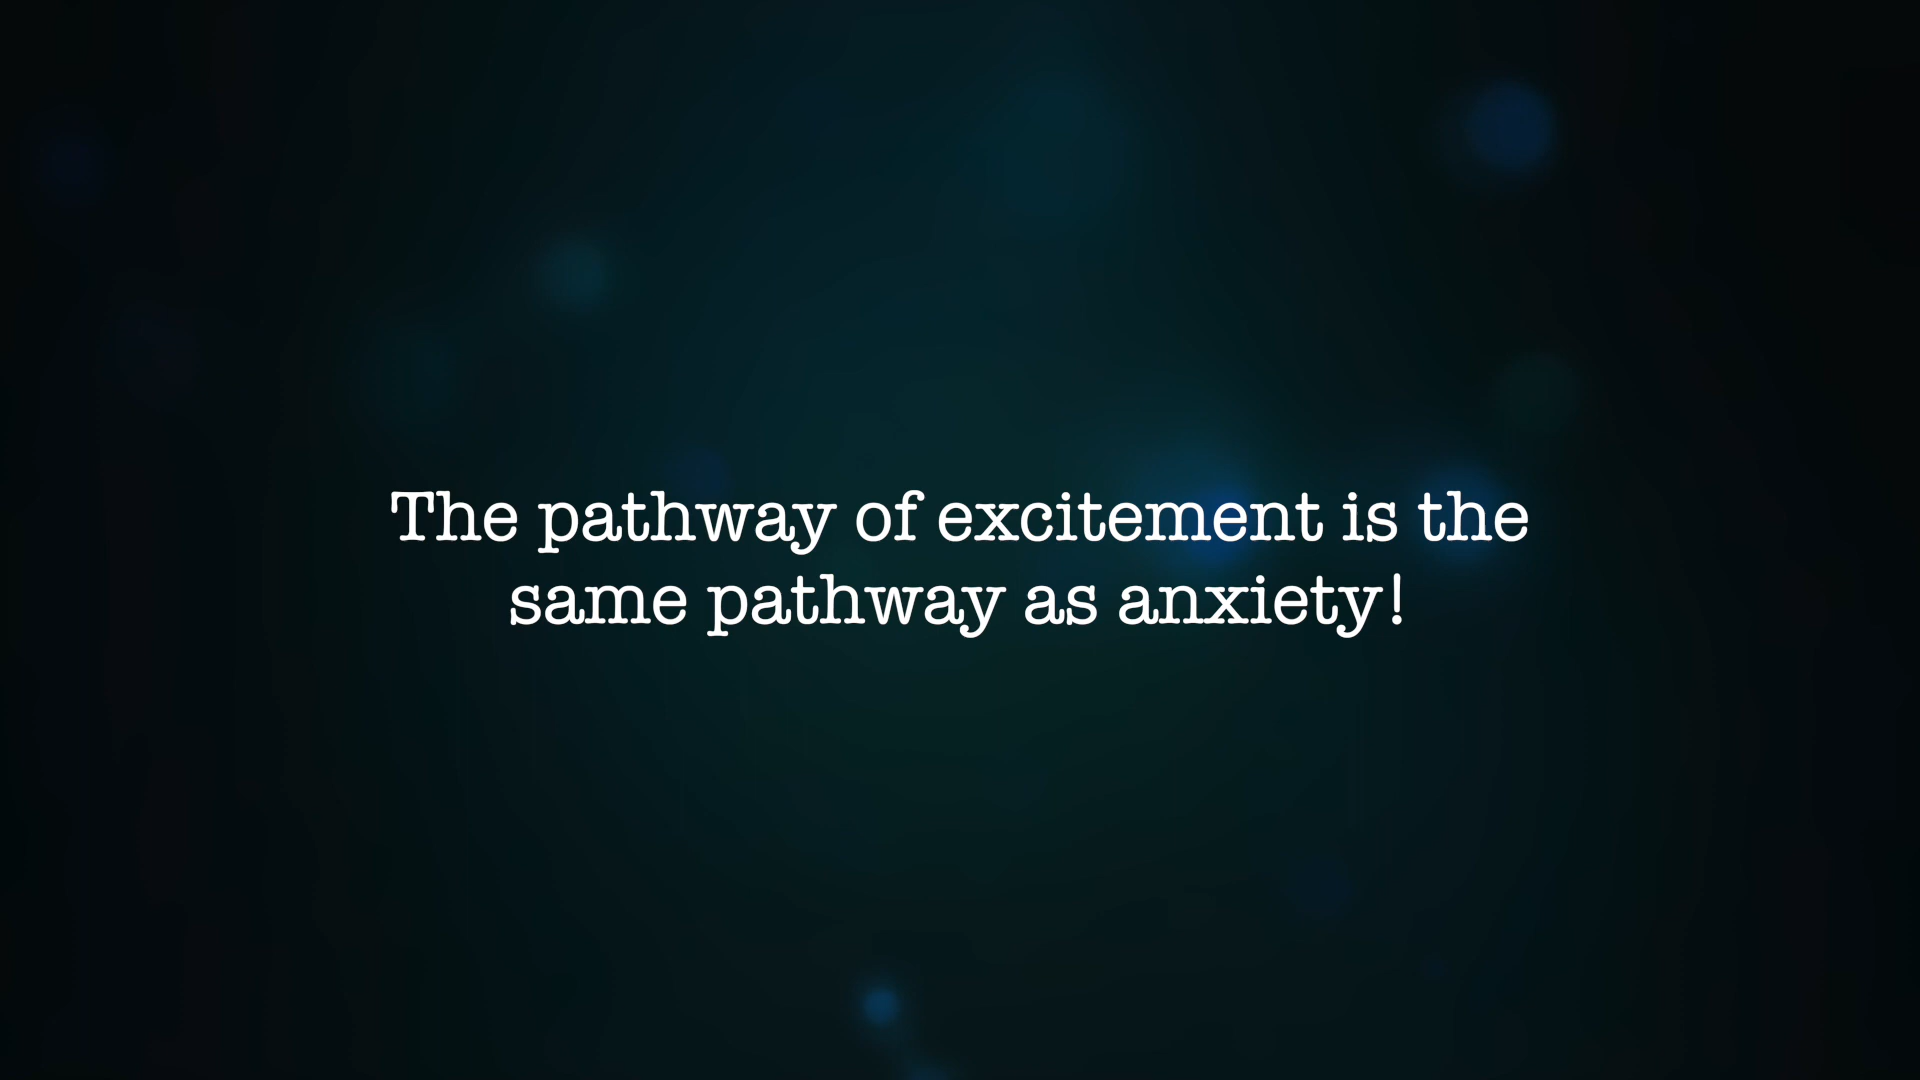 The pathway of excitement is the
same pathway as anxiety!